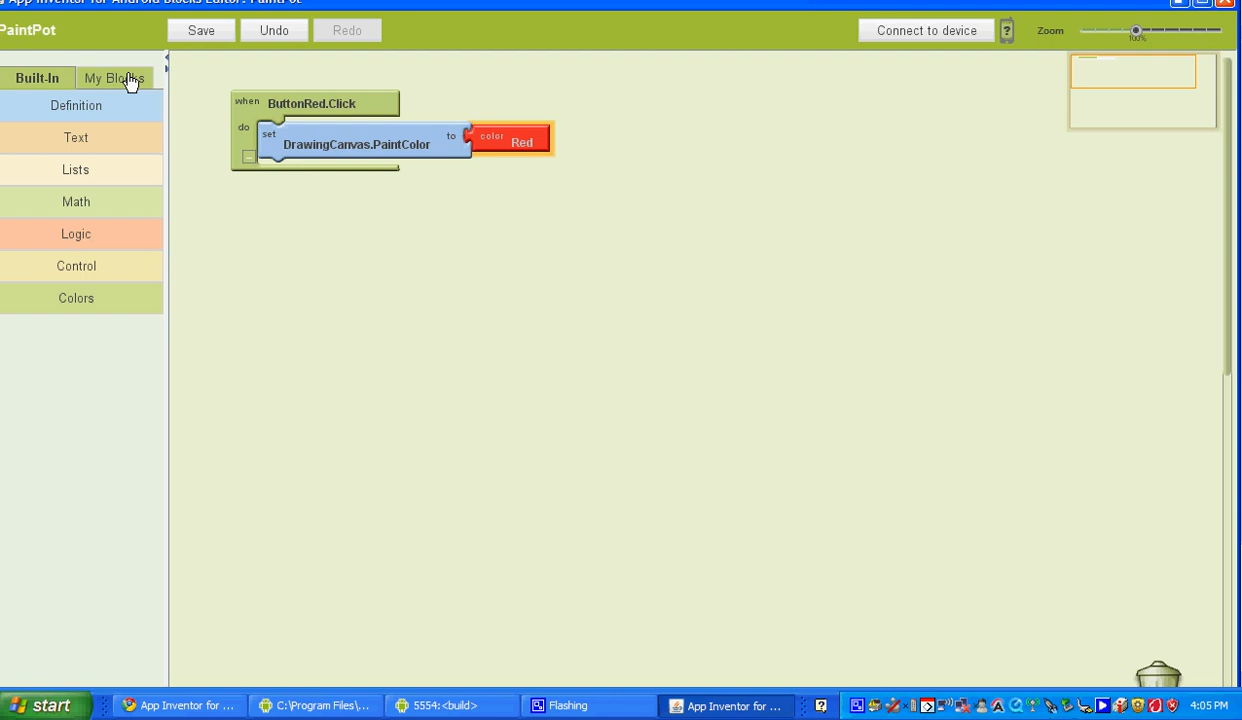 App Inventor for Android Blocks Editor: PaintPot
PaintPot
Save
Undo
Redo
Connect to device
?
Zoom
100%
Built-In
My Blocks
Definition
Text
Lists
Math
Logic
Control
Colors
when ButtonRed.Click
do
set DrawingCanvas.PaintColor to
color Red
start
App Inventor for ...
C:\Program Files\...
5554:<build>
Flashing
App Inventor for ...
4:05 PM